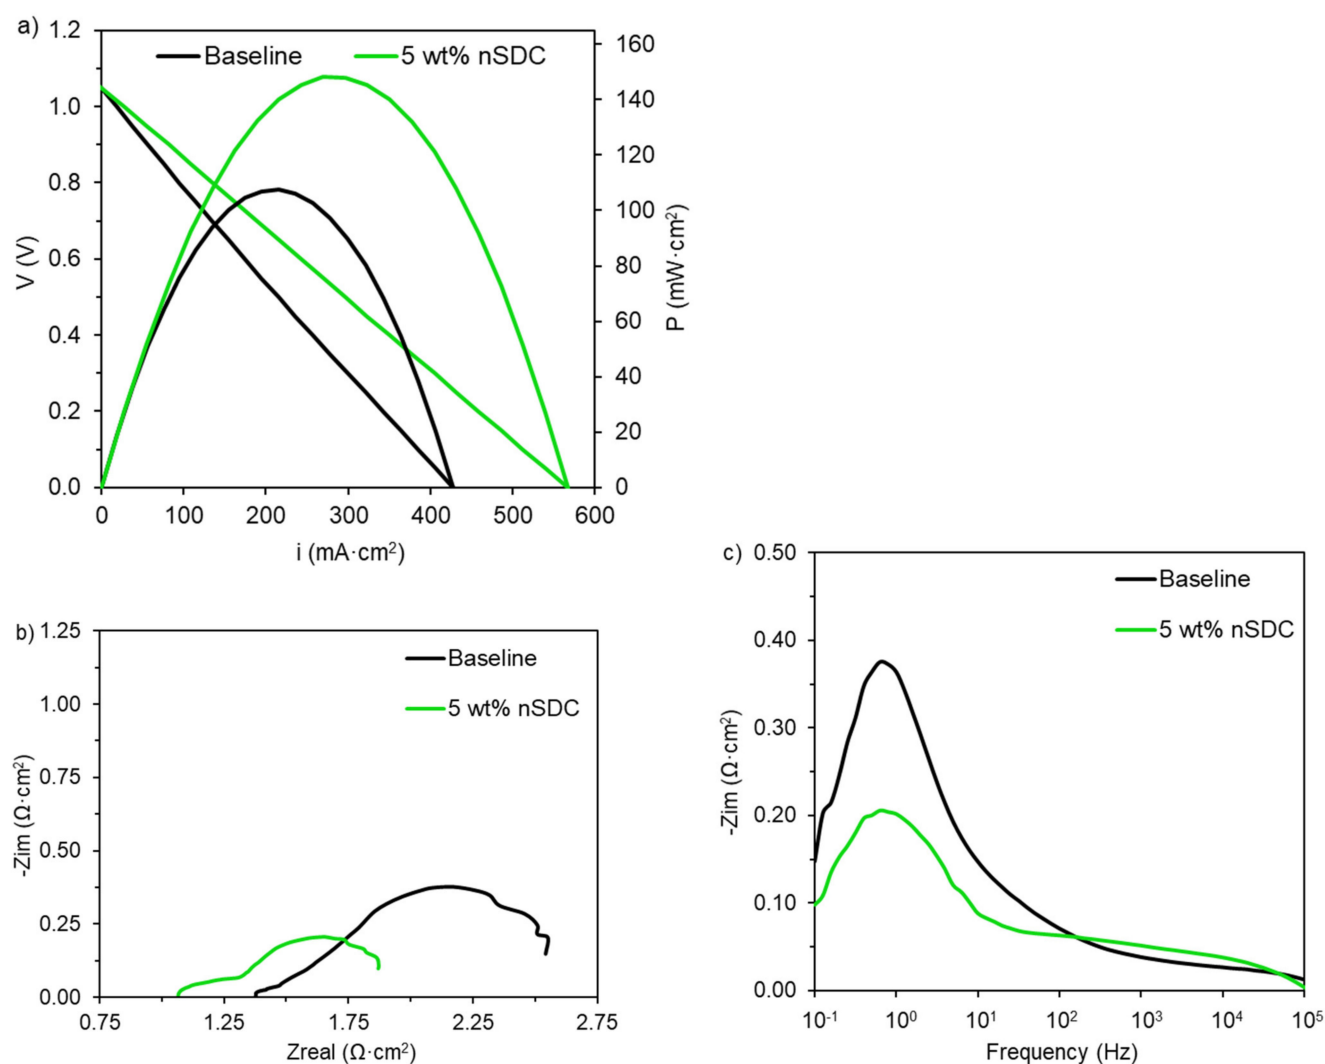 a)
Baseline 5 wt% nSDC
1.2
1.0
0.8
0.6
0.4
0.2
0.0
V (V)
160
140
120
100
80
60
40
20
0
P (mW·cm²)
0 100 200 300 400 500 600
i (mA·cm²)
b)
Baseline
5 wt% nSDC
1.25
1.00
0.75
0.50
0.25
0.00
-Zim (Ω·cm²)
0.75 1.25 1.75 2.25 2.75
Zreal (Ω·cm²)
c)
Baseline
5 wt% nSDC
0.50
0.40
0.30
0.20
0.10
0.00
-Zim (Ω·cm²)
10⁻¹ 10⁰ 10¹ 10² 10³ 10⁴ 10⁵
Frequency (Hz)